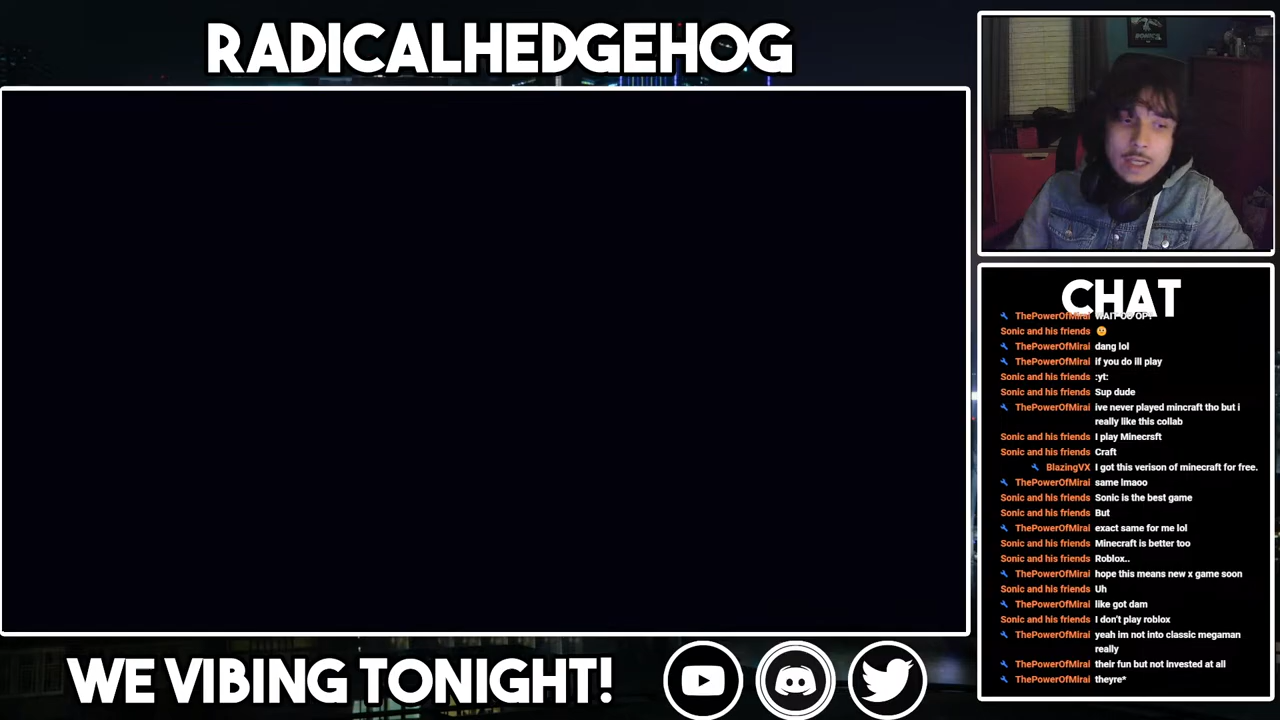 RADICALHEDGEHOG
CHAT
ThePowerOfMirai
Sonic and his friends 😕
ThePowerOfMirai dang lol
ThePowerOfMirai if you do ill play
Sonic and his friends :yt:
Sonic and his friends Sup dude
ThePowerOfMirai ive never played mincraft tho but i
really like this collab
Sonic and his friends I play Minecrsft
Sonic and his friends Craft
BlazingVX I got this verison of minecraft for free.
ThePowerOfMirai same lmaoo
Sonic and his friends Sonic is the best game
Sonic and his friends But
ThePowerOfMirai exact same for me lol
Sonic and his friends Minecraft is better too
Sonic and his friends Roblox..
ThePowerOfMirai hope this means new x game soon
Sonic and his friends Uh
ThePowerOfMirai like got dam
Sonic and his friends I don't play roblox
ThePowerOfMirai yeah im not into classic megaman
really
ThePowerOfMirai their fun but not invested at all
ThePowerOfMirai theyre*
WE VIBING TONIGHT!